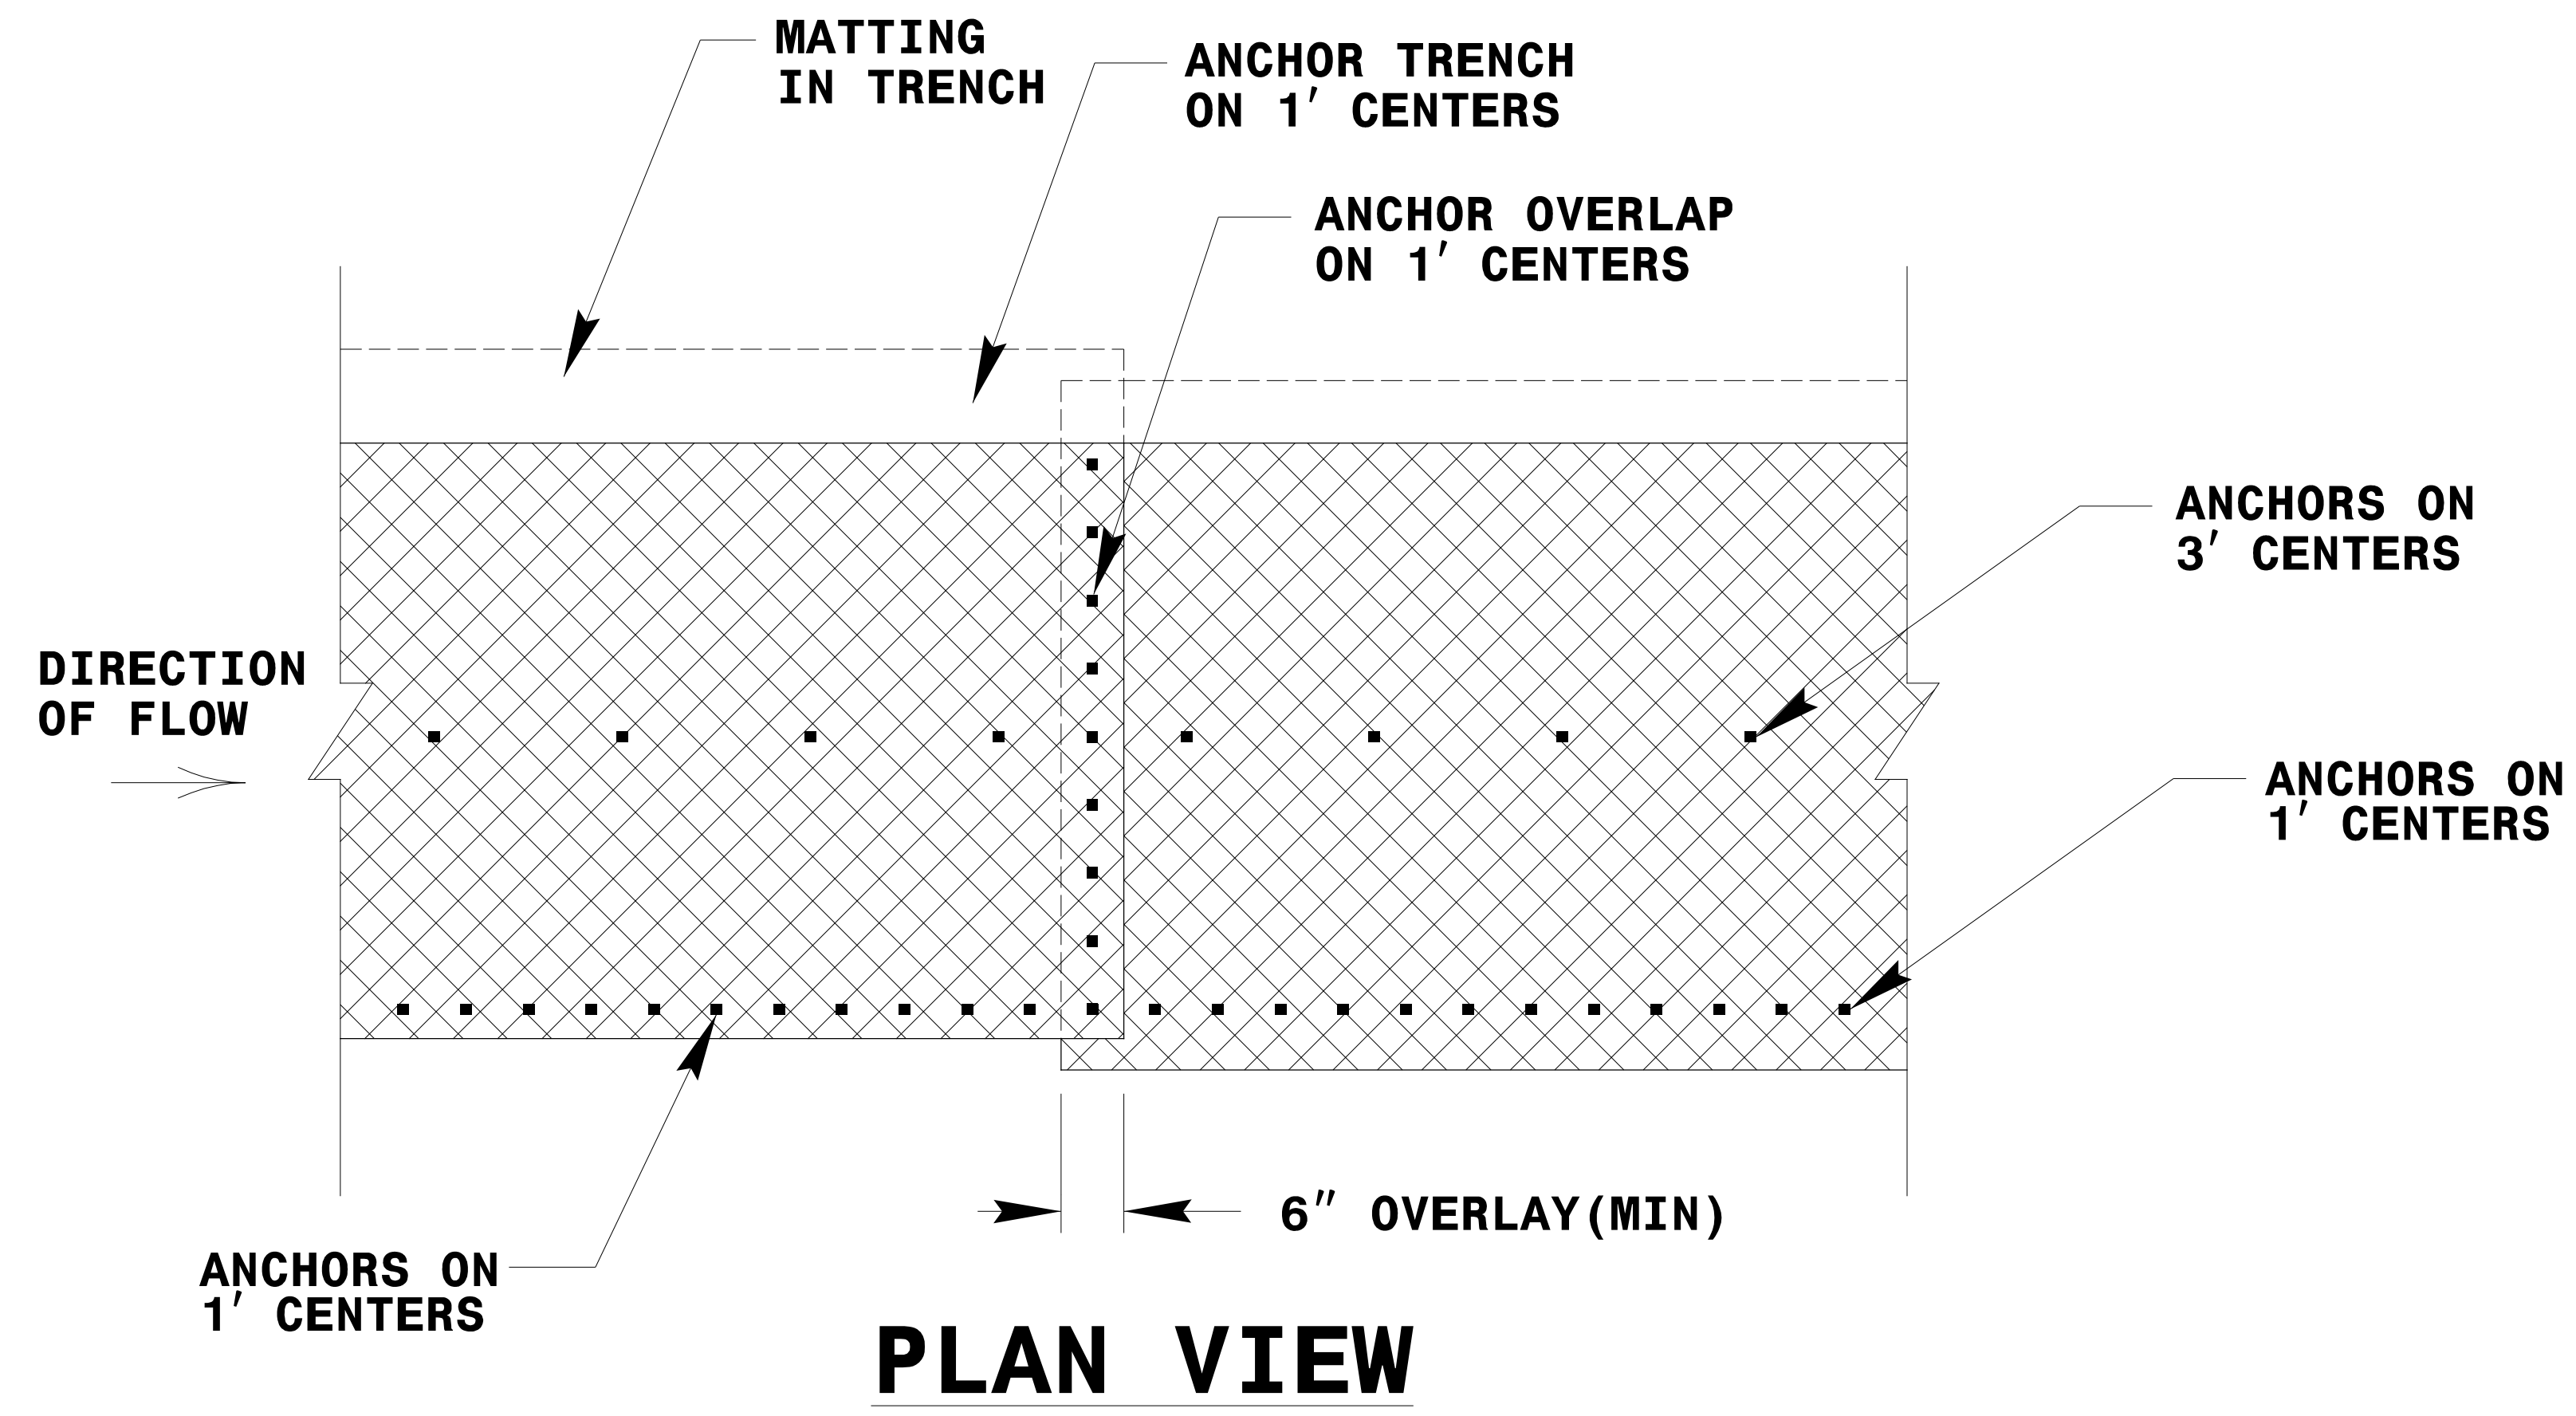 MATTING
IN TRENCH
ANCHOR TRENCH
ON 1' CENTERS
ANCHOR OVERLAP
ON 1' CENTERS
ANCHORS ON
3' CENTERS
DIRECTION
OF FLOW
ANCHORS ON
1' CENTERS
6" OVERLAY(MIN)
ANCHORS ON
1' CENTERS
PLAN VIEW